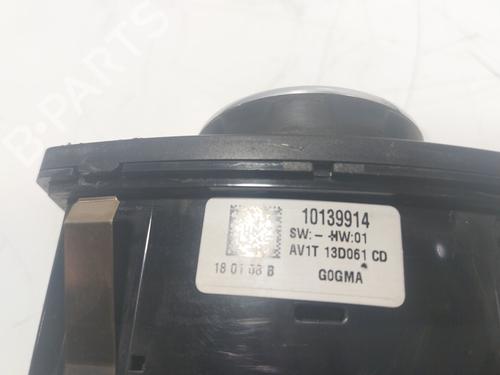 B-PARTS
10139914
SW: - HW:01
AV1T 13D061 CD
18 01 08 B
G0GMA